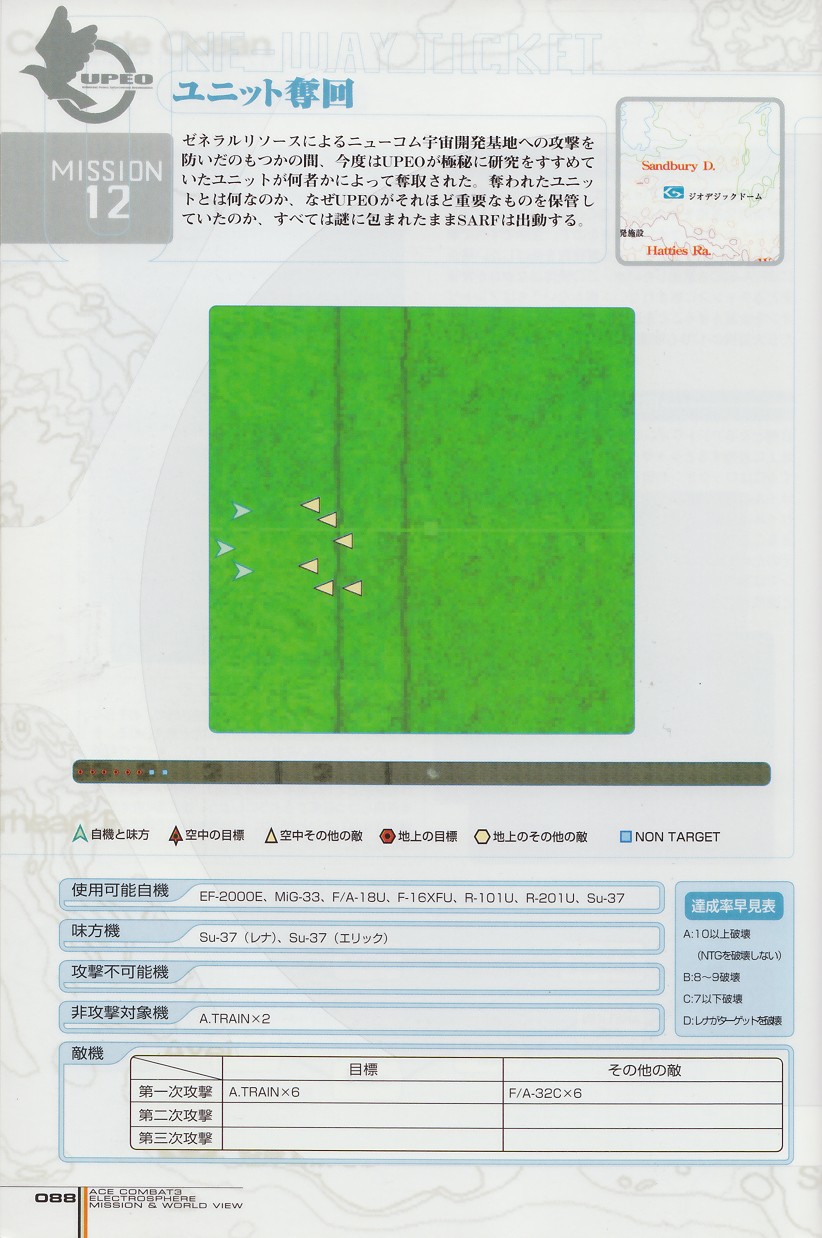 ONE WAY TICKET
UPEO
ユニット奪回
MISSION
12
ゼネラルリソースによるニューコム宇宙開発基地への攻撃を
防いだのもつかの間、今度はUPEOが極秘に研究をすすめて
いたユニットが何者かによって奪取された。奪われたユニッ
トとは何なのか、なぜUPEOがそれほど重要なものを保管し
ていたのか、すべては謎に包まれたままSARFは出動する。
Sandbury D.
ジオデジックドーム
発施設
Hatties Ra.
自機と味方
空中の目標
空中その他の敵
地上の目標
地上のその他の敵
NON TARGET
使用可能自機
EF-2000E、MiG-33、F/A-18U、F-16XFU、R-101U、R-201U、Su-37
味方機
Su-37（レナ）、Su-37（エリック）
攻撃不可能機
非攻撃対象機
A.TRAIN×2
達成率早見表
A:10以上破壊
（NTGを破壊しない）
B:8～9破壊
C:7以下破壊
D:レナがターゲットを破壊
敵機
目標
その他の敵
第一次攻撃
A.TRAIN×6
F/A-32C×6
第二次攻撃
第三次攻撃
088
ACE COMBAT3
ELECTROSPHERE
MISSION & WORLD VIEW